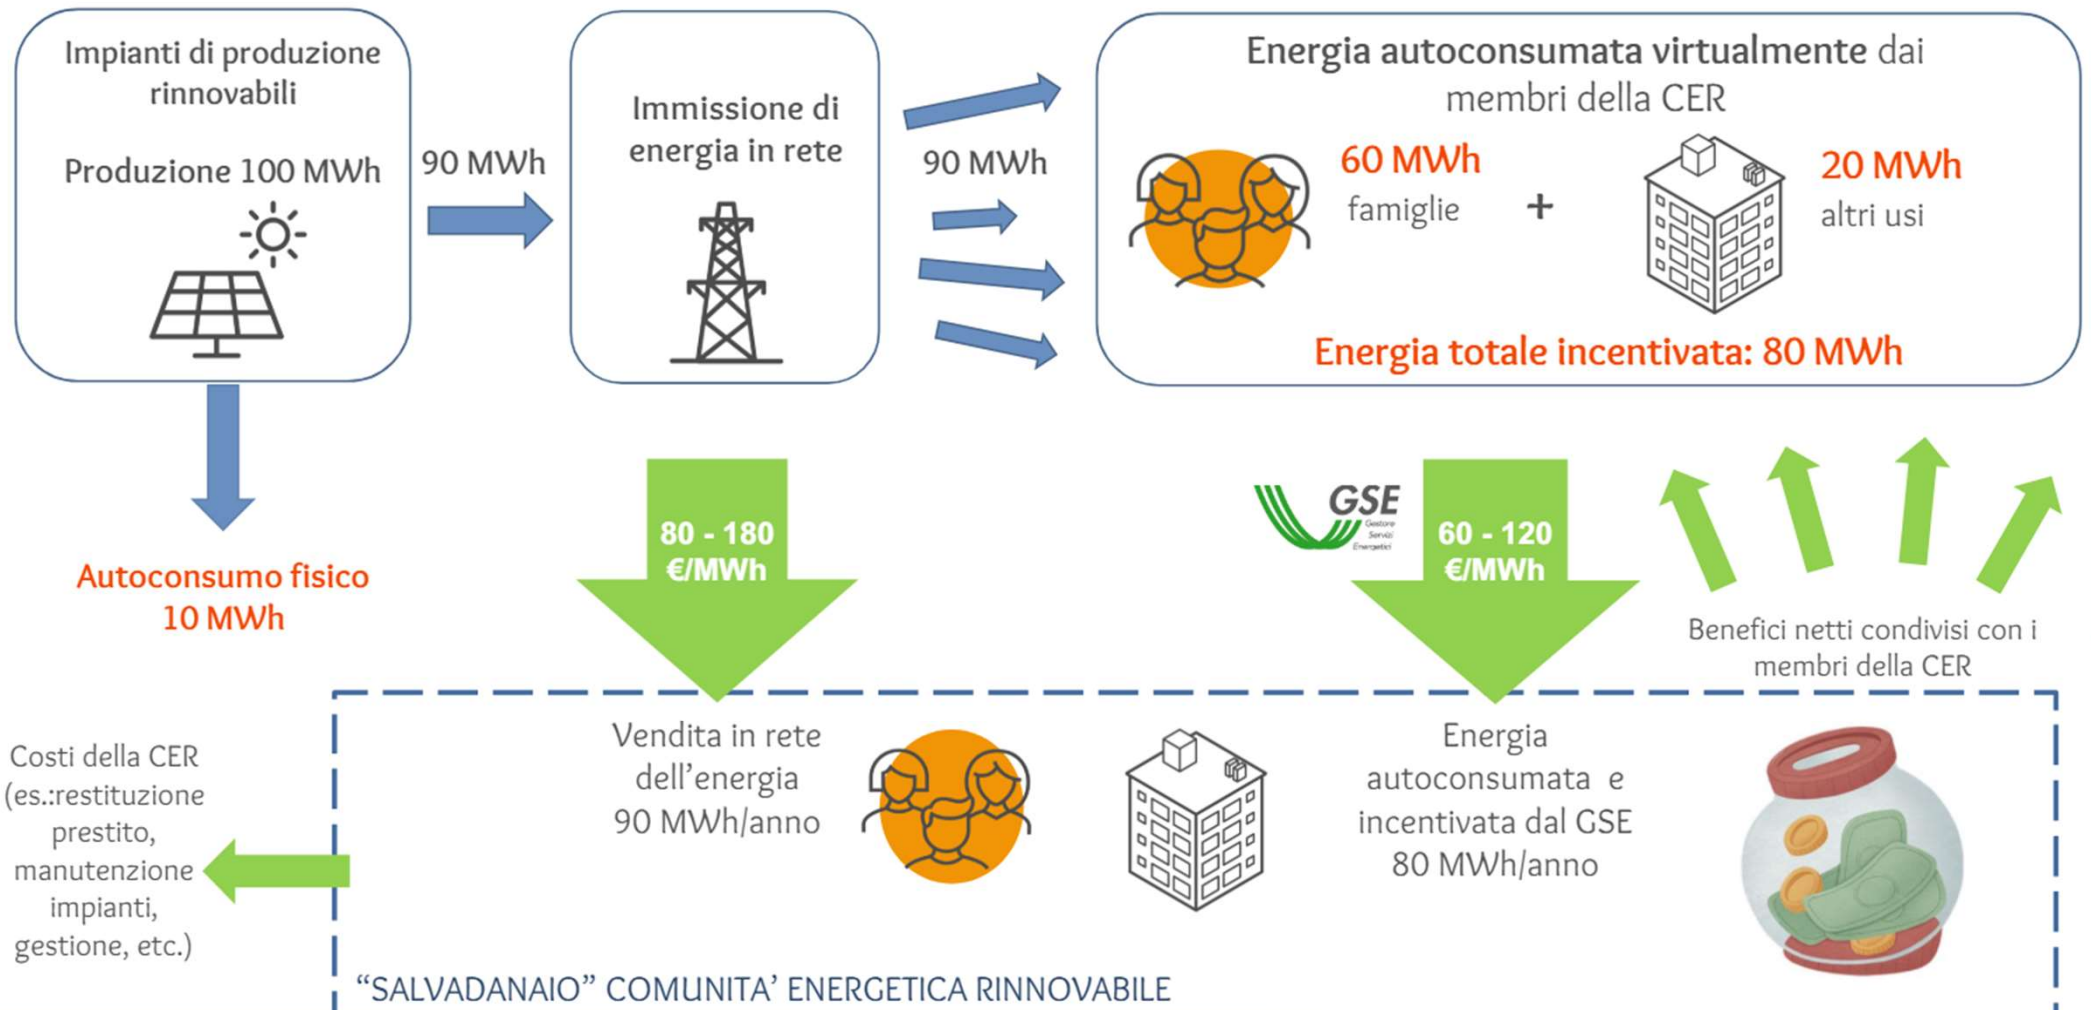 Impianti di produzione
rinnovabili
Produzione 100 MWh
90 MWh
Immissione di
energia in rete
90 MWh
Energia autoconsumata virtualmente dai
membri della CER
60 MWh
famiglie
+
20 MWh
altri usi
Energia totale incentivata: 80 MWh
Autoconsumo fisico
10 MWh
80 - 180
€/MWh
GSE
Gestore
Servizi
Energetici
60 - 120
€/MWh
Benefici netti condivisi con i
membri della CER
Costi della CER
(es.:restituzione
prestito,
manutenzione
impianti,
gestione, etc.)
Vendita in rete
dell’energia
90 MWh/anno
Energia
autoconsumata e
incentivata dal GSE
80 MWh/anno
“SALVADANAIO” COMUNITA’ ENERGETICA RINNOVABILE